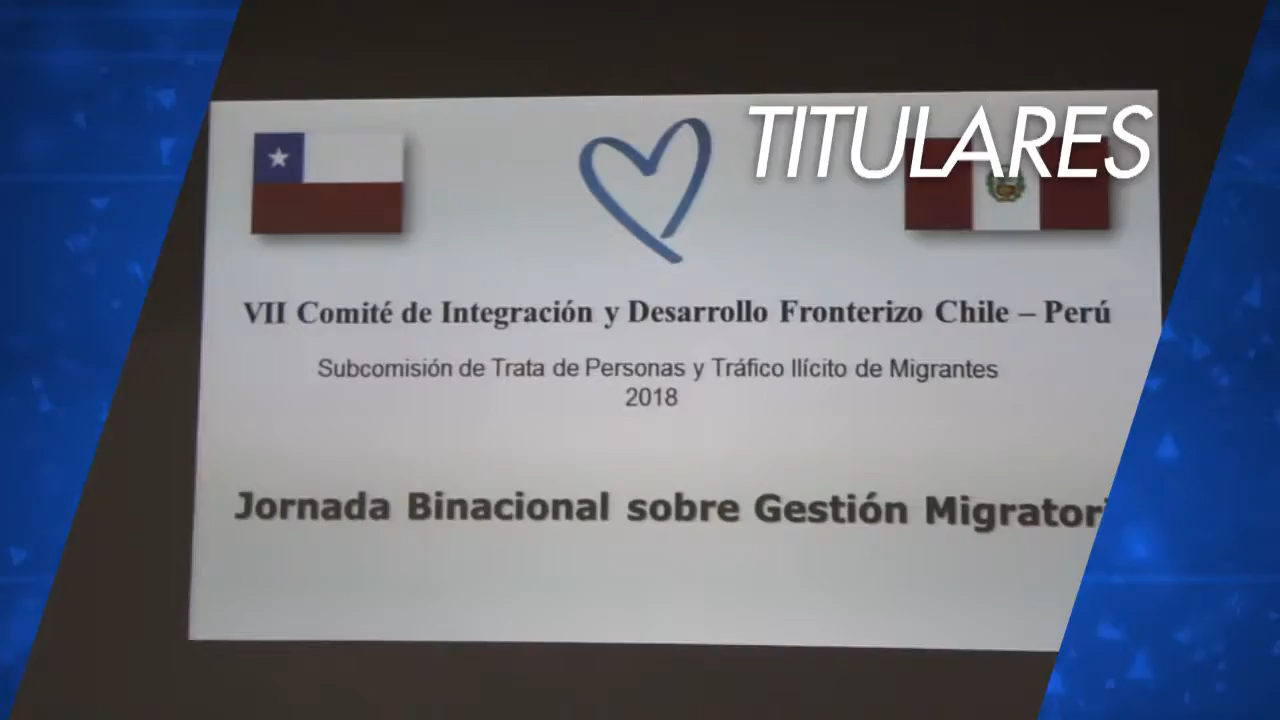 TITULARES
VII Comité de Integración y Desarrollo Fronterizo Chile – Perú
Subcomisión de Trata de Personas y Tráfico Ilícito de Migrantes
2018
Jornada Binacional sobre Gestión Migratori